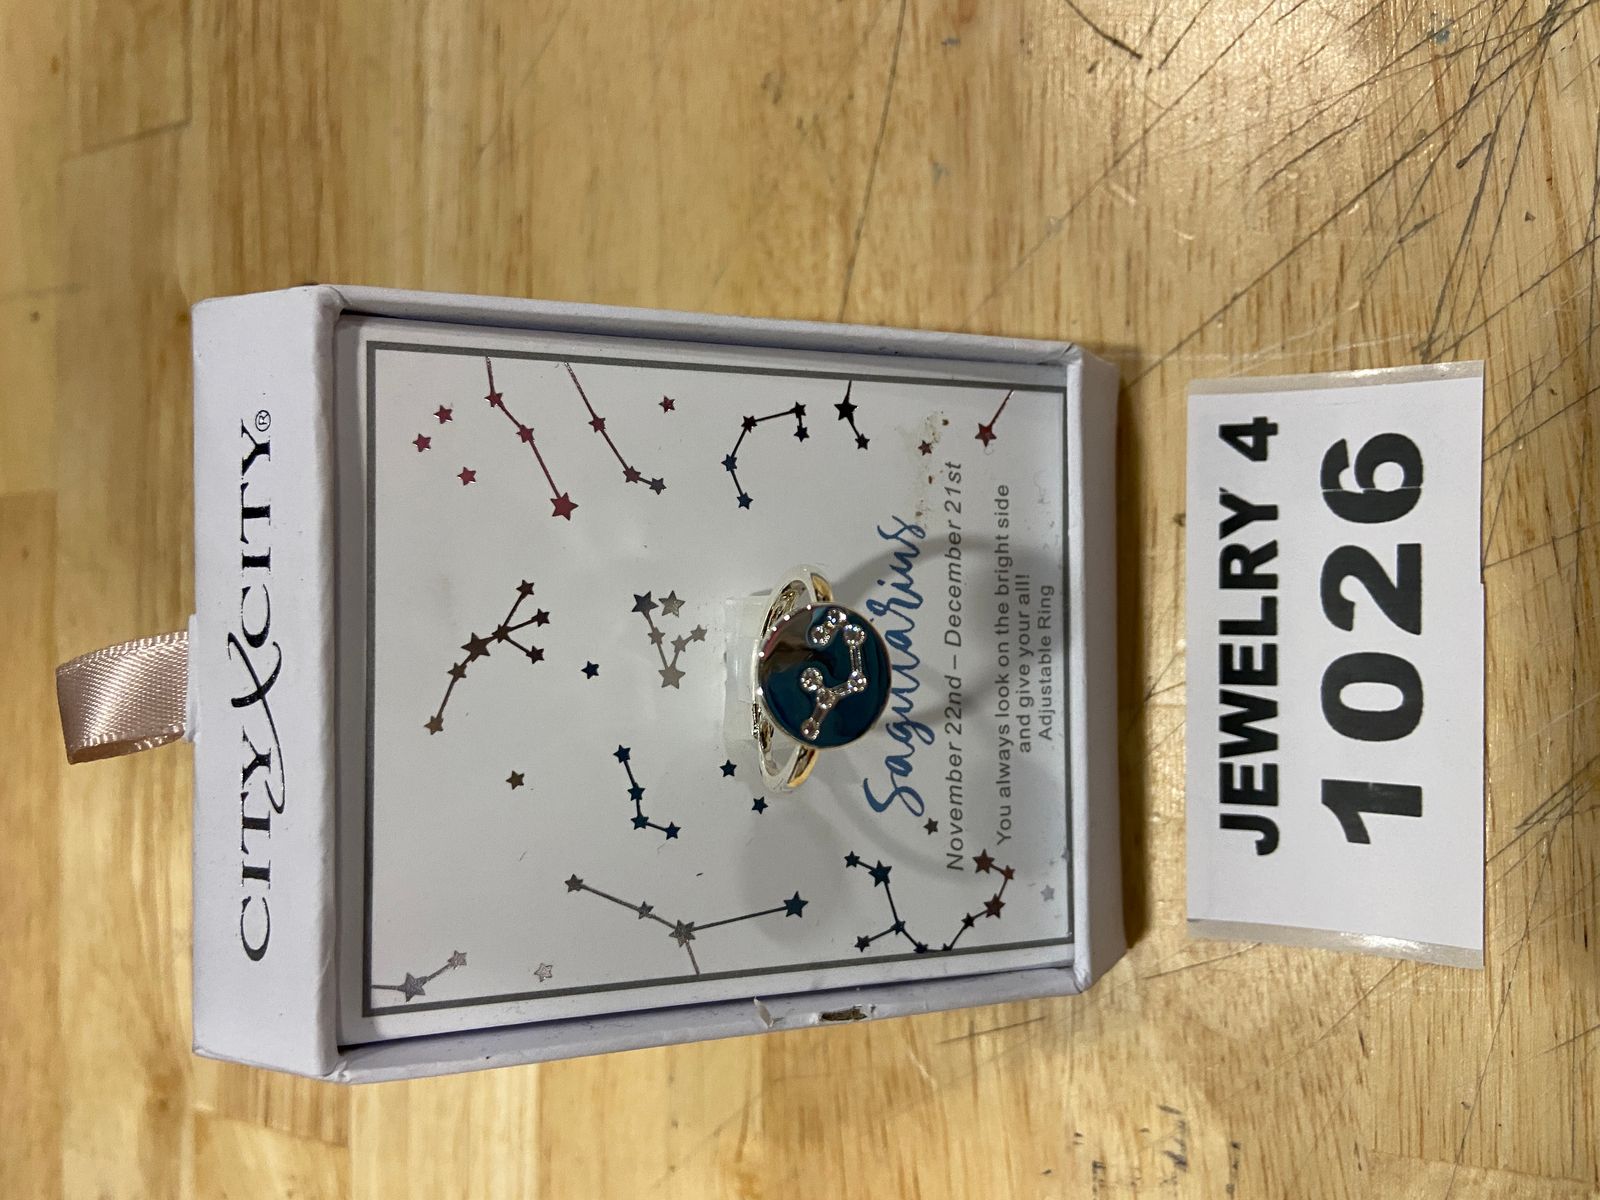 CITY X CITY®
Sagittarius
November 22nd – December 21st
You always look on the bright side
and give your all!
Adjustable Ring
JEWELRY 4
1026